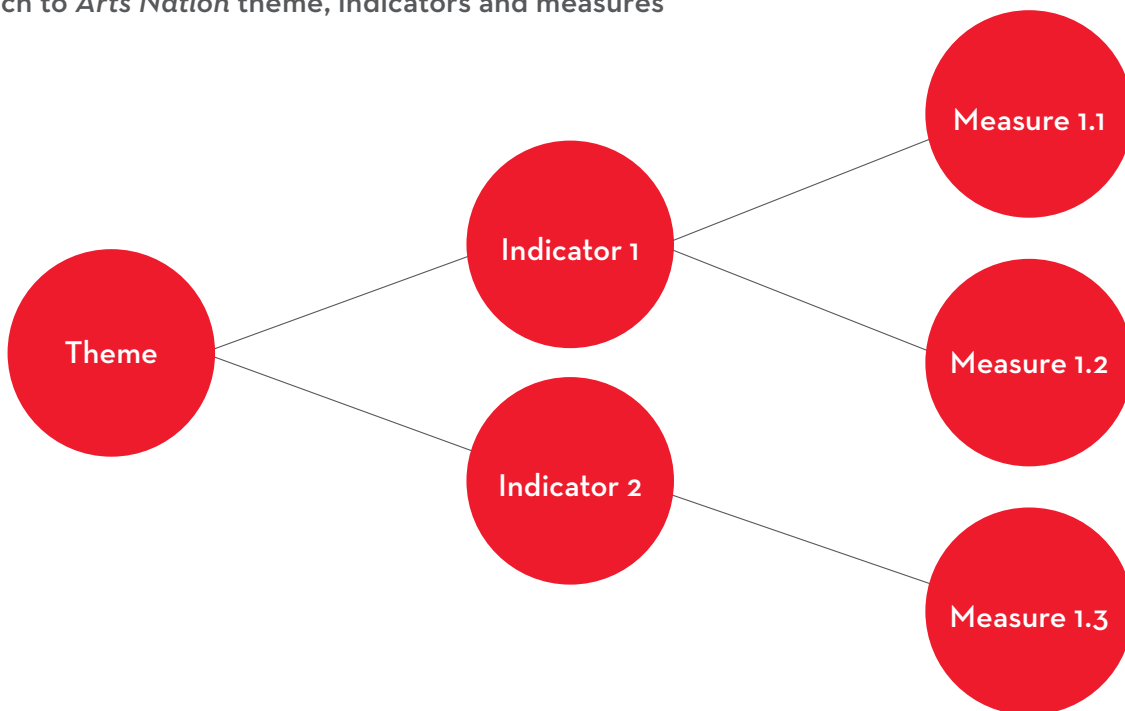 ch to Arts Nation theme, indicators and measures
Measure 1.1
Indicator 1
Theme
Measure 1.2
Indicator 2
Measure 1.3